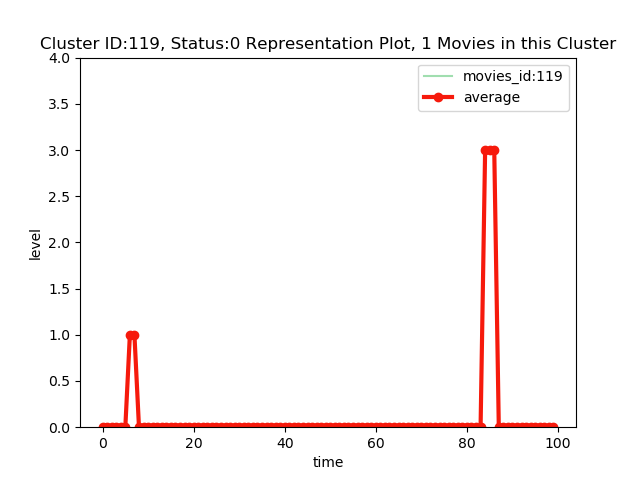 Cluster ID:119, Status:0 Representation Plot, 1 Movies in this Cluster
movies_id:119
average
4.0
3.5
3.0
2.5
2.0
1.5
1.0
0.5
0.0
level
0 20 40 60 80 100
time